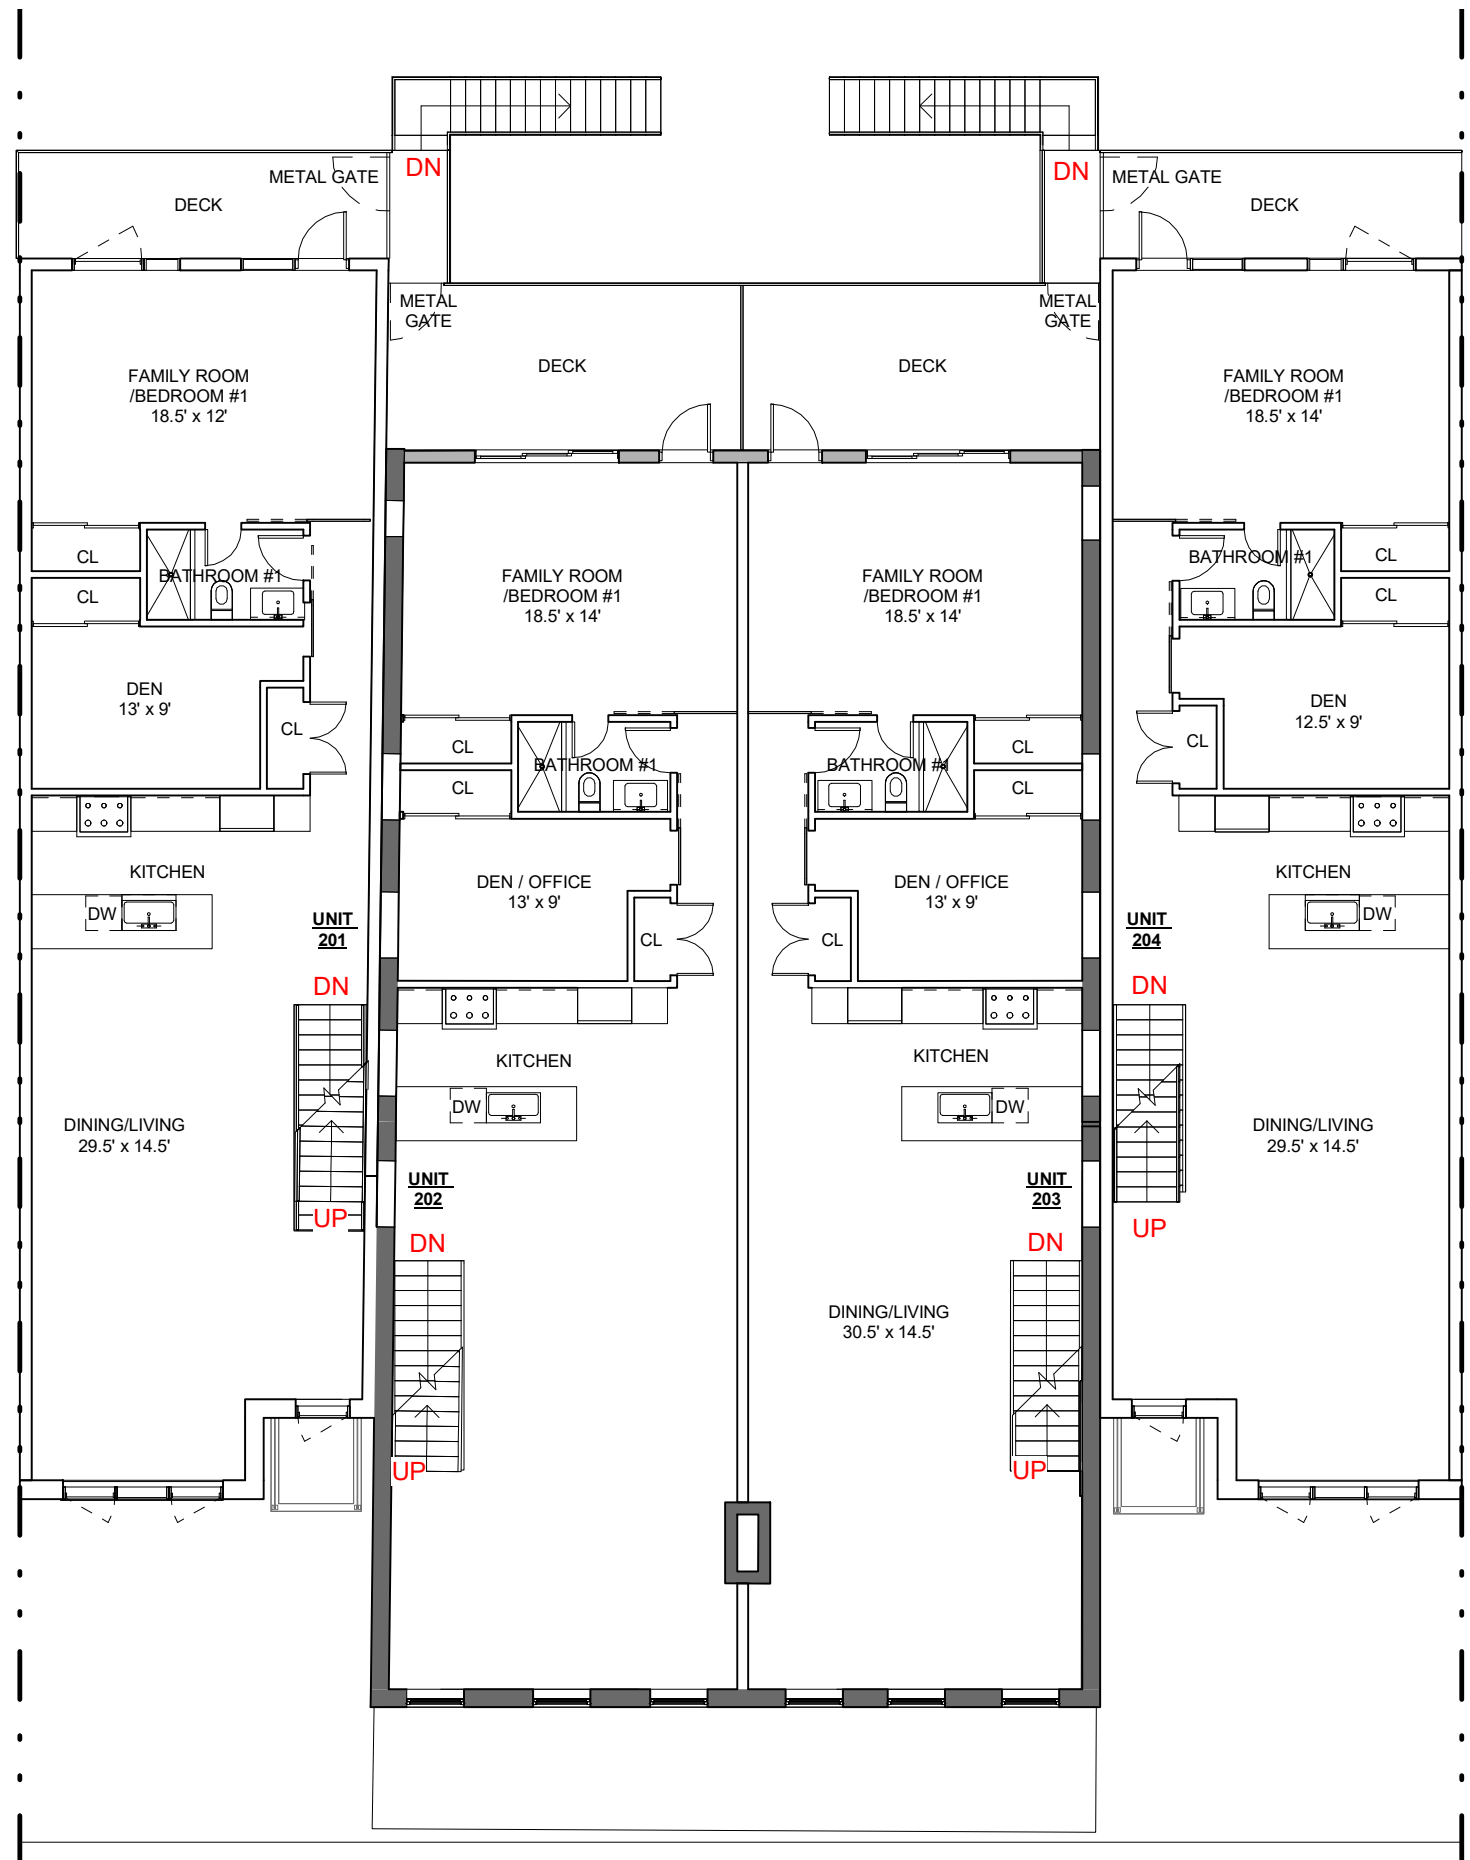 DN
DN
METAL GATE
METAL GATE
DECK
DECK
METAL
GATE
METAL
GATE
DECK
DECK
FAMILY ROOM
/BEDROOM #1
18.5' x 12'
FAMILY ROOM
/BEDROOM #1
18.5' x 14'
CL
BATHROOM #1
CL
FAMILY ROOM
/BEDROOM #1
18.5' x 14'
FAMILY ROOM
/BEDROOM #1
18.5' x 14'
BATHROOM #1
CL
CL
DEN
13' x 9'
CL
DEN
12.5' x 9'
CL
CL
BATHROOM #1
CL
BATHROOM #1
CL
CL
KITCHEN
DW
UNIT
201
DN
DEN / OFFICE
13' x 9'
CL
DEN / OFFICE
13' x 9'
CL
KITCHEN
DW
UNIT
204
DN
KITCHEN
DW
KITCHEN
DW
DINING/LIVING
29.5' x 14.5'
DINING/LIVING
29.5' x 14.5'
UP
UNIT
202
DN
UNIT
203
DN
UP
DINING/LIVING
30.5' x 14.5'
UP
UP